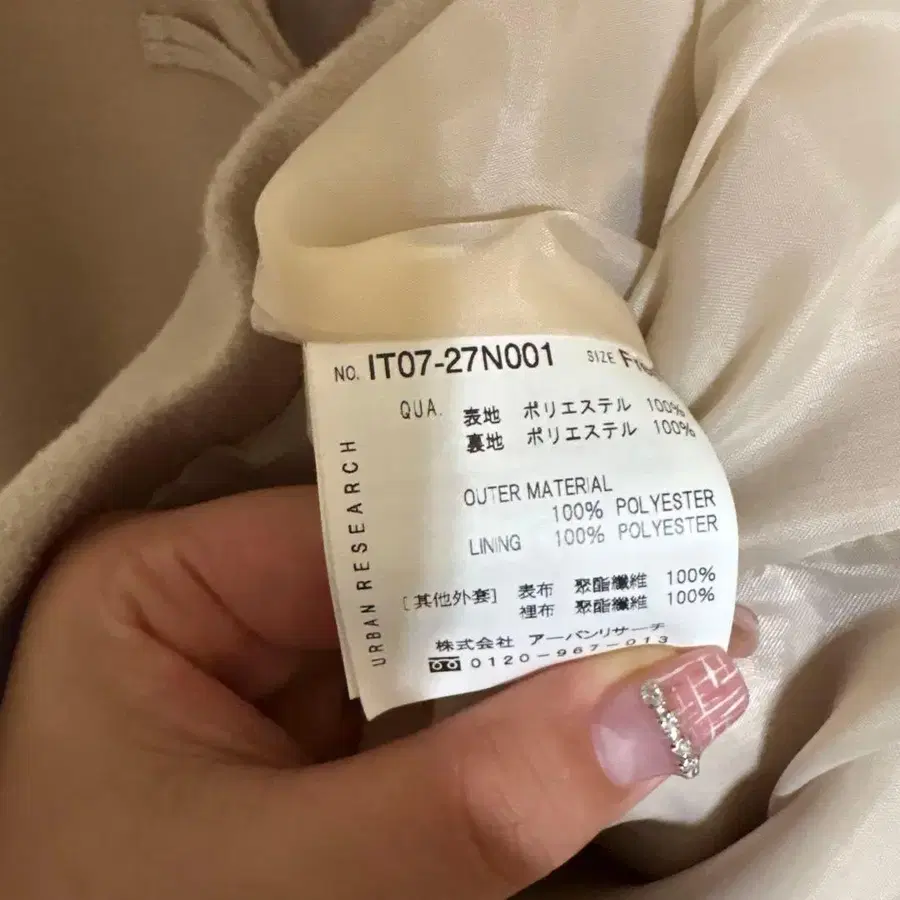 NO. IT07-27N001 SIZE
QUA. 表地 ポリエステル 100%
裏地 ポリエステル 100%
OUTER MATERIAL
100% POLYESTER
LINING 100% POLYESTER
[其他外套] 表布 聚酯纖維 100%
裡布 聚酯纖維 100%
株式会社 アーバンリサーチ
0120-967-013
URBAN RESEARCH